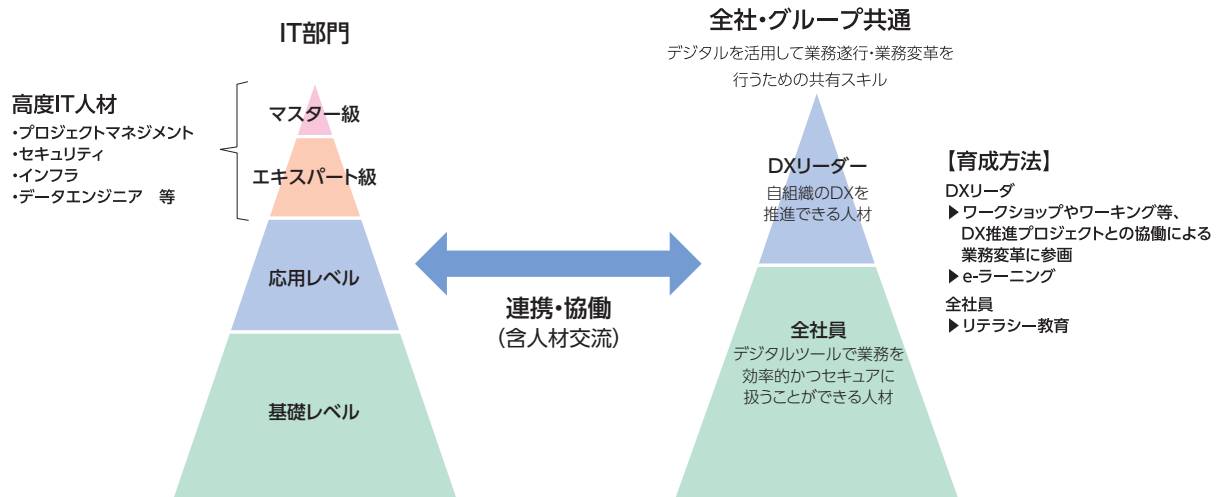 IT部門
高度IT人材
・プロジェクトマネジメント
・セキュリティ
・インフラ
・データエンジニア　等
マスター級
エキスパート級
応用レベル
基礎レベル
連携・協働
(含人材交流)
全社・グループ共通
デジタルを活用して業務遂行・業務変革を
行うための共有スキル
DXリーダー
自組織のDXを
推進できる人材
全社員
デジタルツールで業務を
効率的かつセキュアに
扱うことができる人材
【育成方法】
DXリーダ
▶ワークショップやワーキング等、
DX推進プロジェクトとの協働による
業務変革に参画
▶e-ラーニング
全社員
▶リテラシー教育